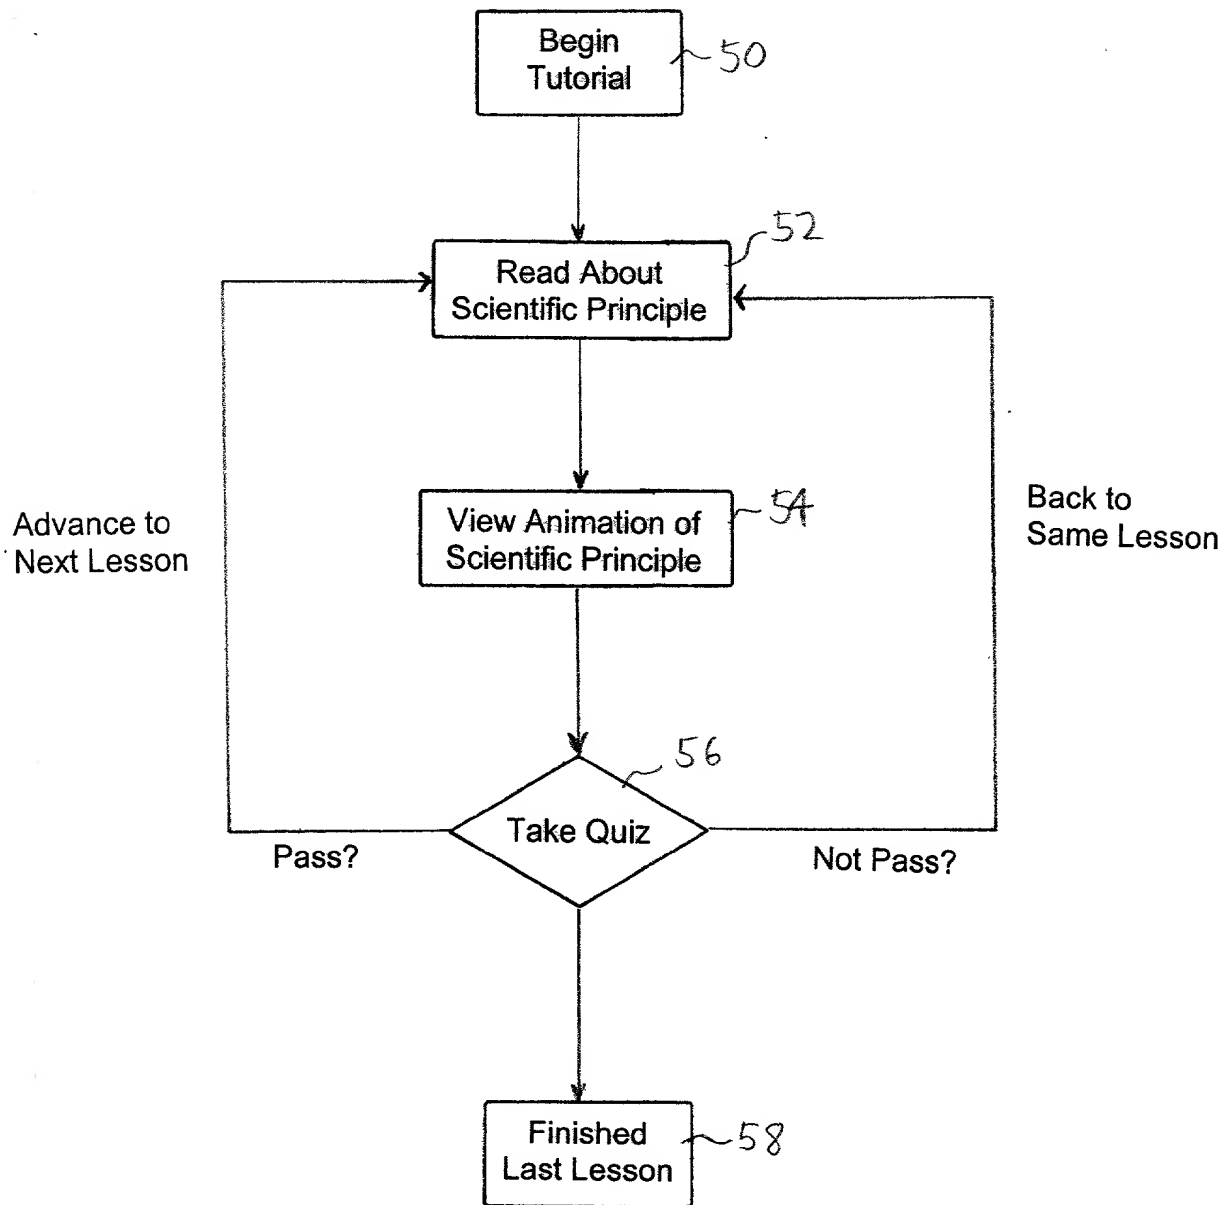 Begin
Tutorial
50
52
Read About
Scientific Principle
54
View Animation of
Scientific Principle
Advance to
Next Lesson
Back to
Same Lesson
56
Take Quiz
Pass?
Not Pass?
58
Finished
Last Lesson